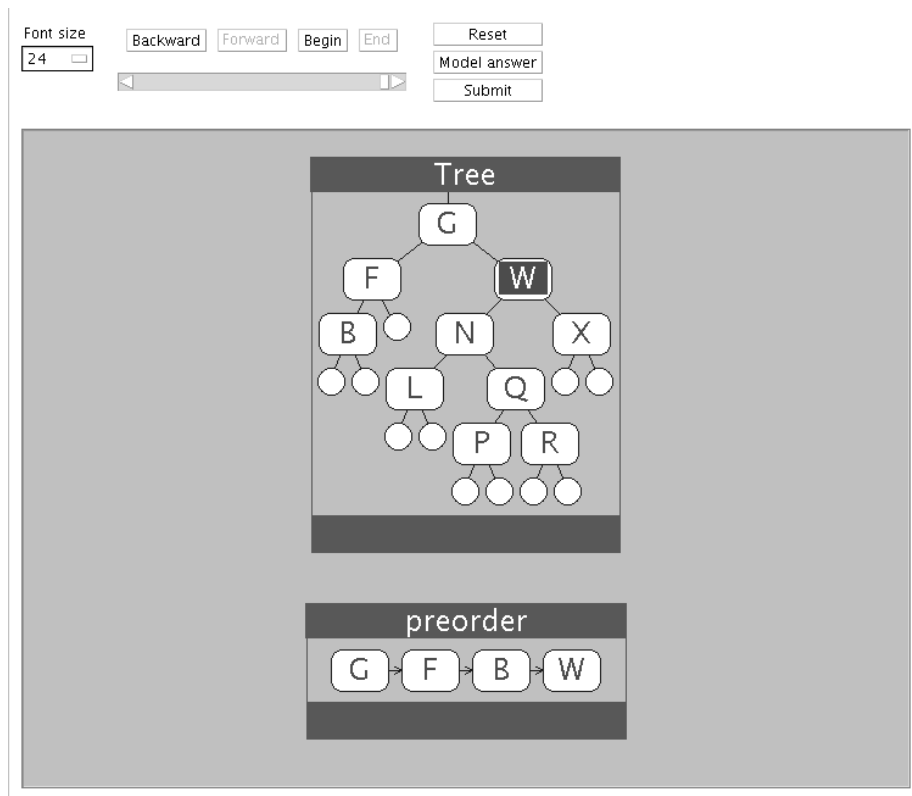 Font size
24
Backward Forward Begin End
Reset
Model answer
Submit
Tree
G
F W
B N X
L Q
P R
preorder
G F B W